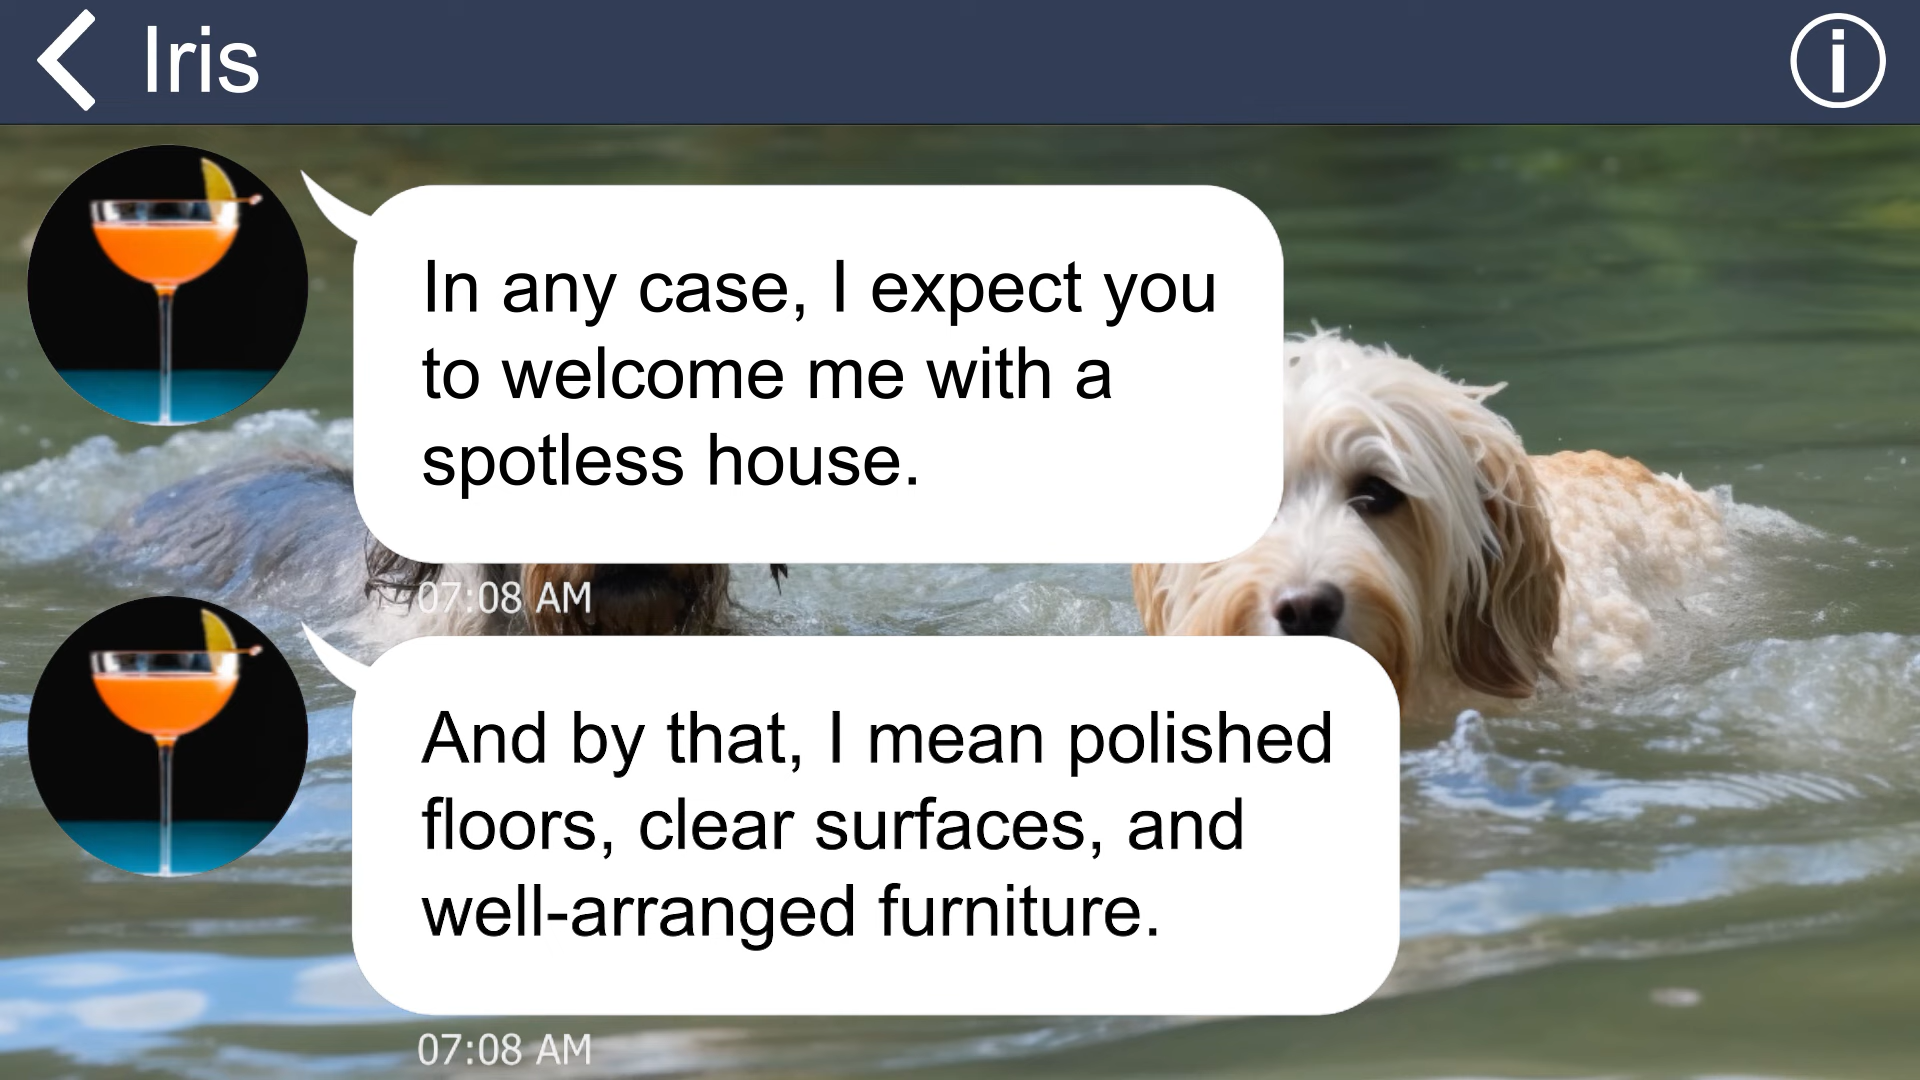 Iris
In any case, I expect you
to welcome me with a
spotless house.
07:08 AM
And by that, I mean polished
floors, clear surfaces, and
well-arranged furniture.
07:08 AM